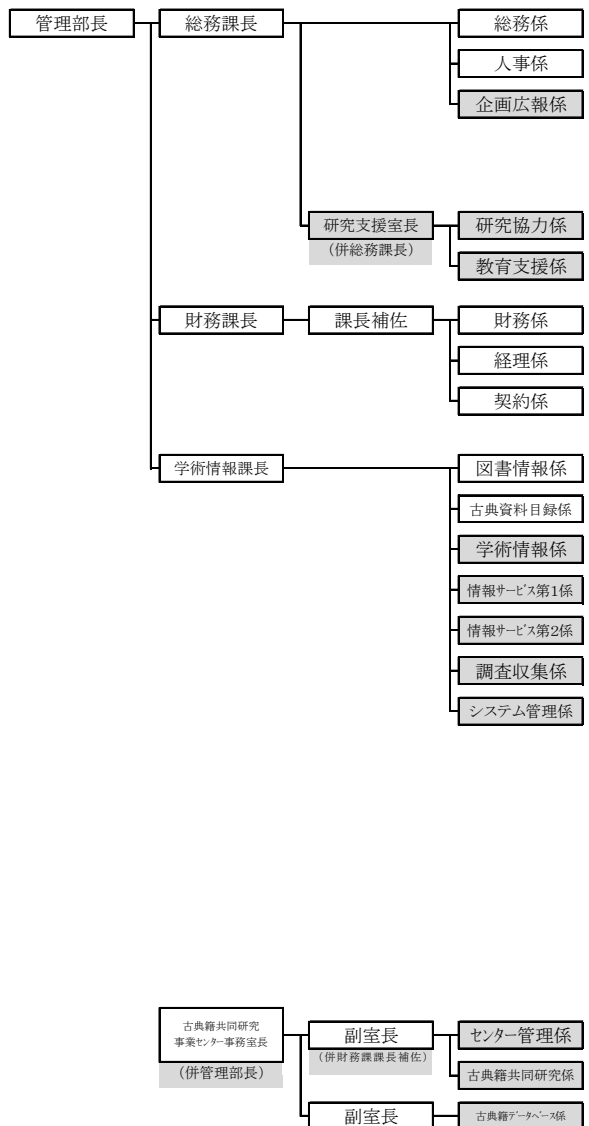 管理部長
総務課長
総務係
人事係
企画広報係
研究支援室長
（併総務課長）
研究協力係
教育支援係
財務課長
課長補佐
財務係
経理係
契約係
学術情報課長
図書情報係
古典資料目録係
学術情報係
情報サービス第1係
情報サービス第2係
調査収集係
システム管理係
古典籍共同研究
事業センター事務室長
（併管理部長）
副室長
（併財務課課長補佐）
センター管理係
古典籍共同研究係
副室長
古典籍データベース係